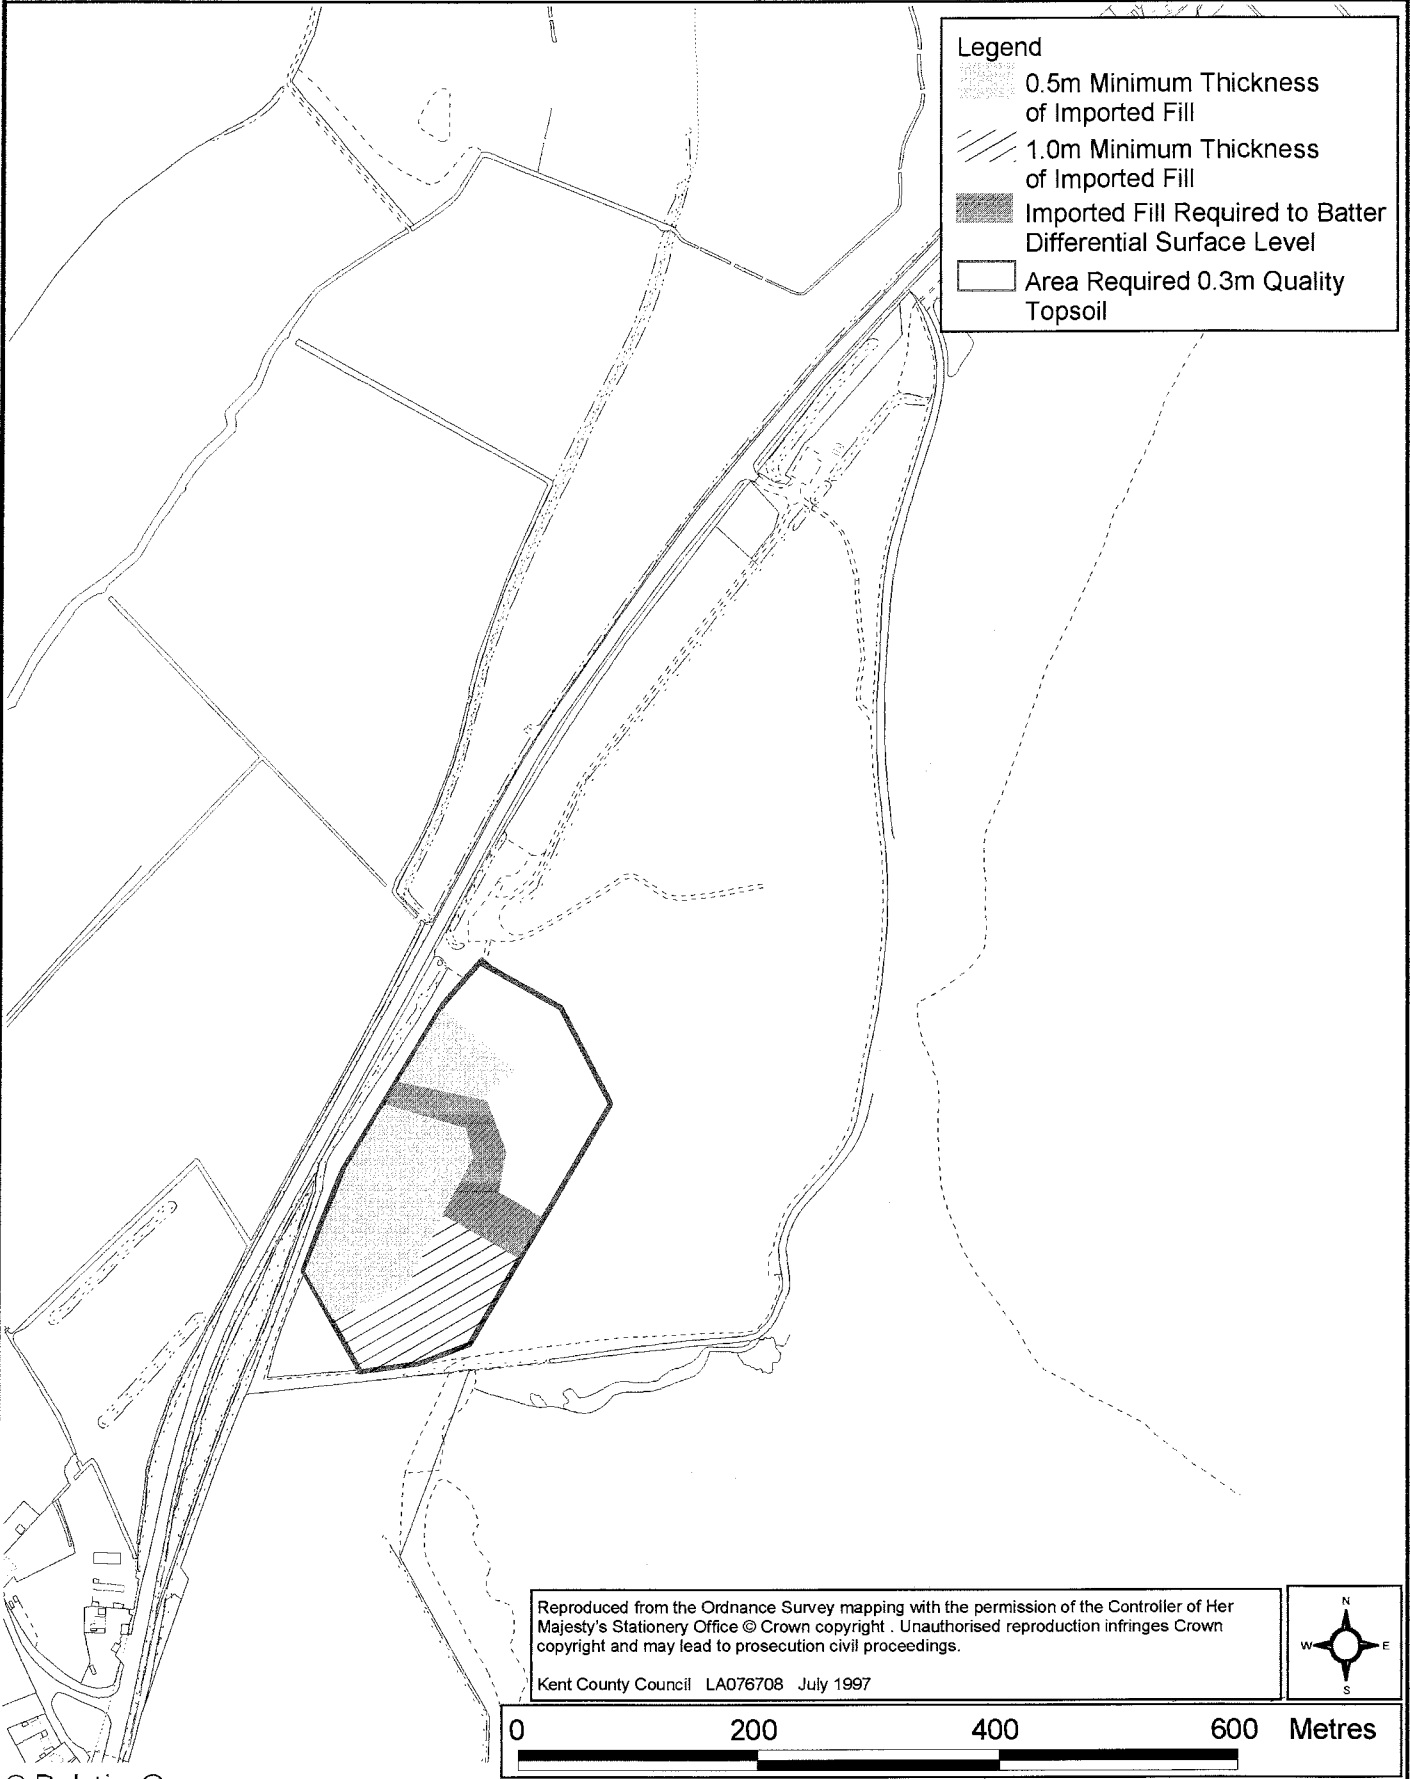 Legend
0.5m Minimum Thickness
of Imported Fill
1.0m Minimum Thickness
of Imported Fill
Imported Fill Required to Batter
Differential Surface Level
Area Required 0.3m Quality
Topsoil
Reproduced from the Ordnance Survey mapping with the permission of the Controller of Her
Majesty's Stationery Office © Crown copyright . Unauthorised reproduction infringes Crown
copyright and may lead to prosecution civil proceedings.
Kent County Council LA076708 July 1997
N
W E
S
0 200 400 600 Metres